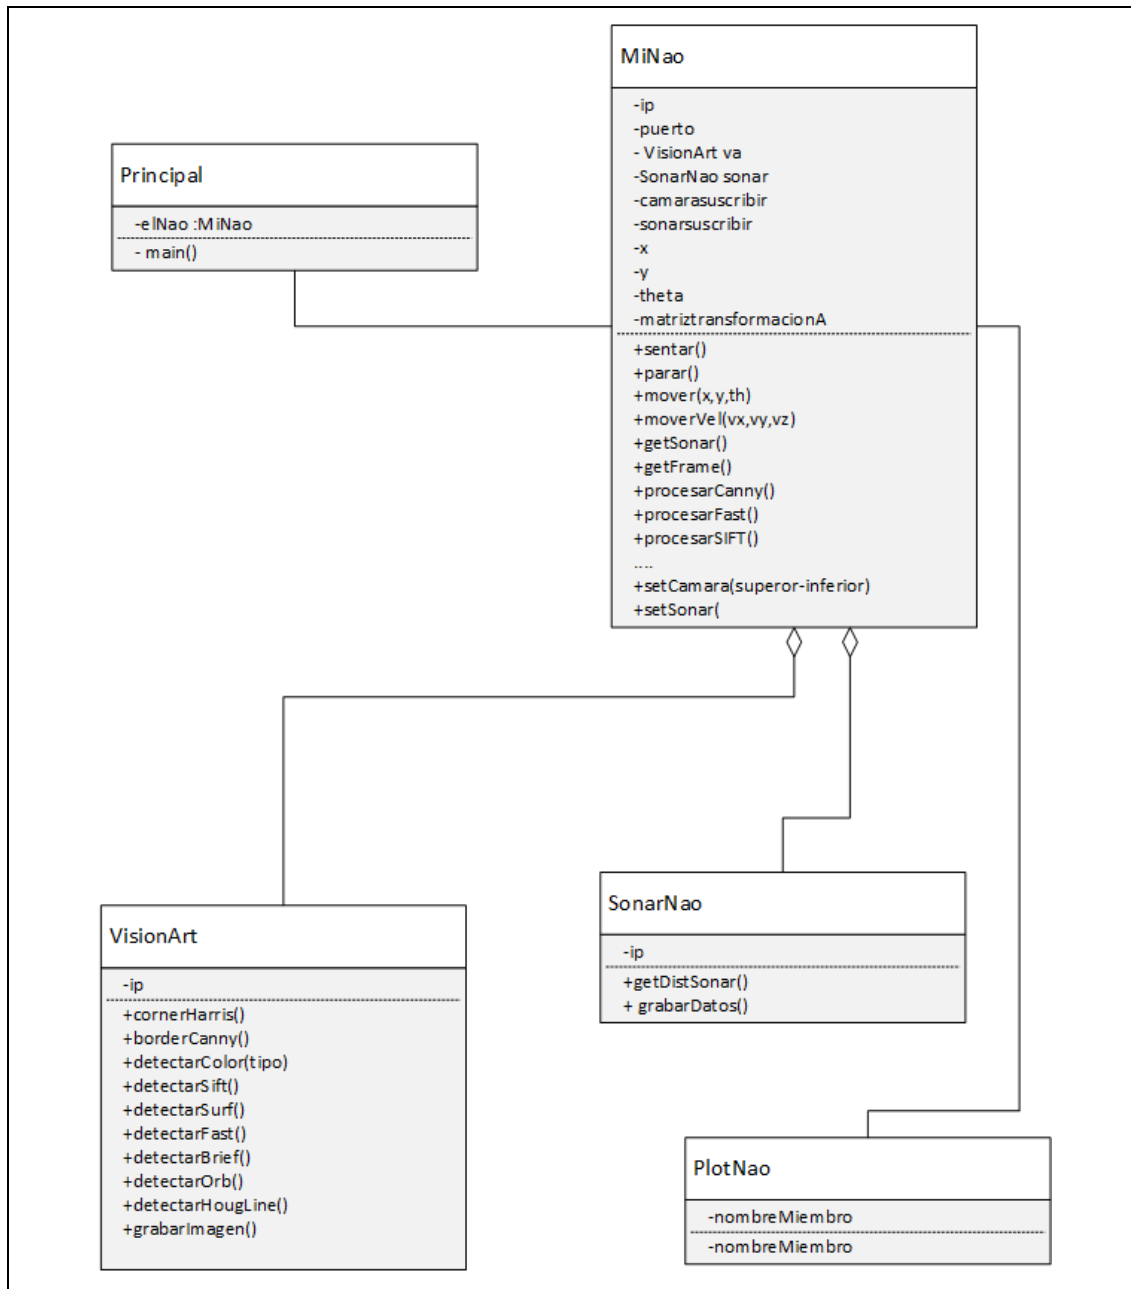 MiNao
-ip
-puerto
- VisionArt va
-SonarNao sonar
-camarasuscribir
-sonarsuscribir
-x
-y
-theta
-matriztransformacionA
+sentar()
+parar()
+mover(x,y,th)
+moverVel(vx,vy,vz)
+getSonar()
+getFrame()
+procesarCanny()
+procesarFast()
+procesarSIFT()
....
+setCamara(superor-inferior)
+setSonar(
Principal
-elNao :MiNao
- main()
VisionArt
-ip
+cornerHarris()
+borderCanny()
+detectarColor(tipo)
+detectarSift()
+detectarSurf()
+detectarFast()
+detectarBrief()
+detectarOrb()
+detectarHougLine()
+grabarImagen()
SonarNao
-ip
+getDistSonar()
+ grabarDatos()
PlotNao
-nombreMiembro
-nombreMiembro